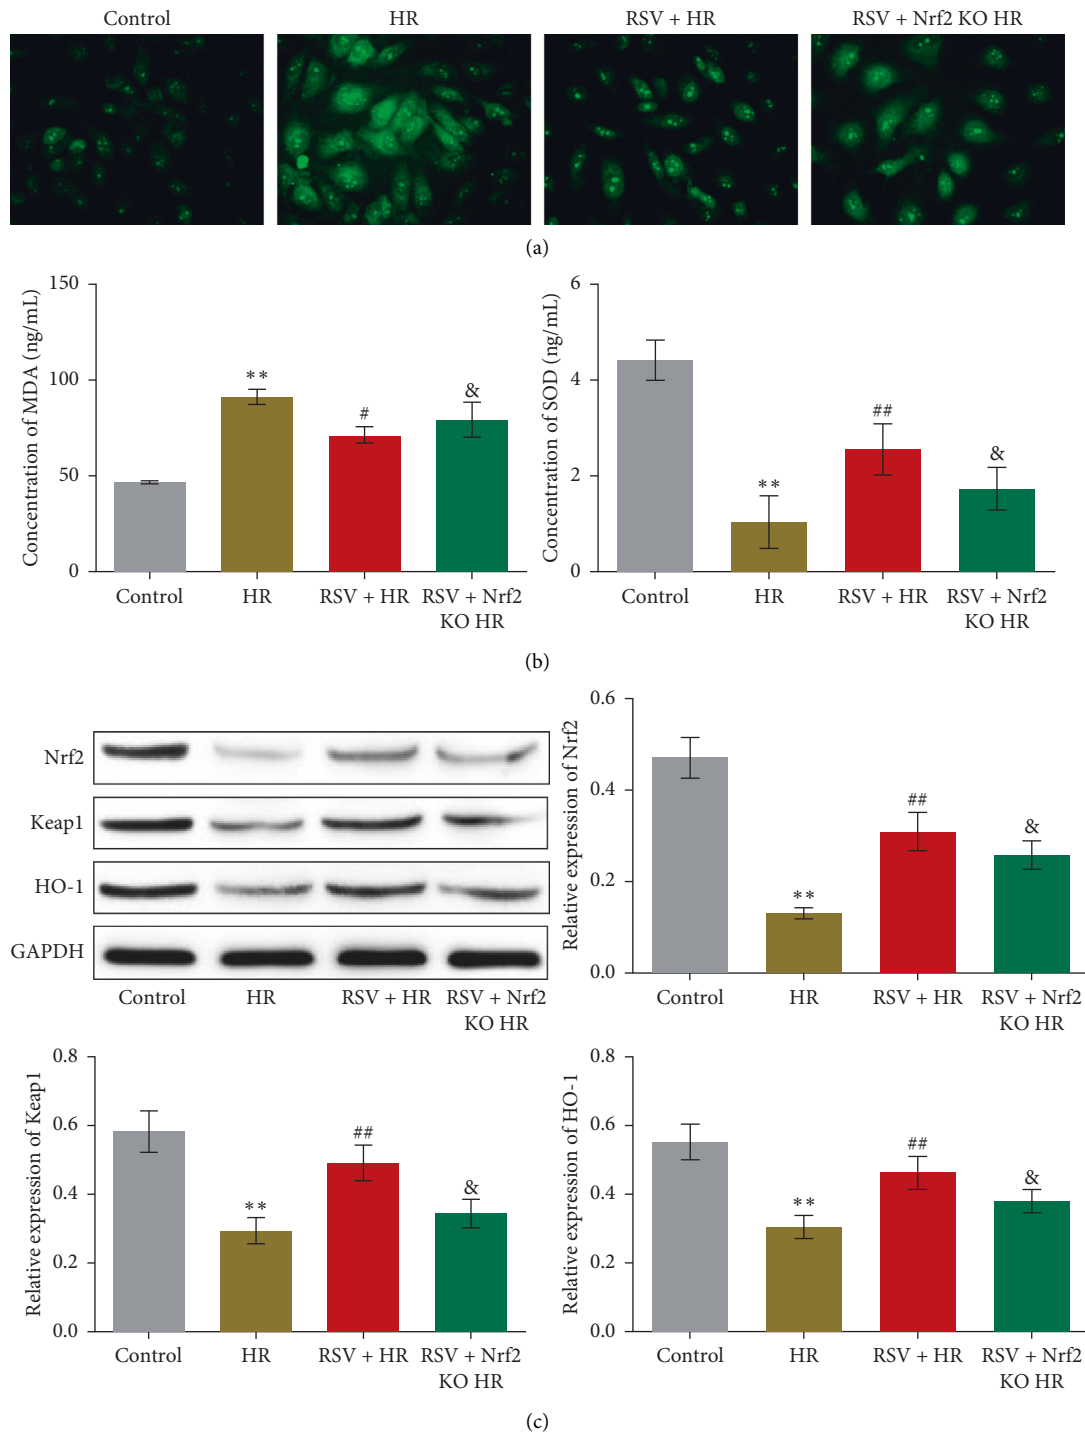 Control HR RSV + HR RSV + Nrf2 KO HR
(a)
Concentration of MDA (ng/mL)
150
100
50
0
**
#
&
Control HR RSV + HR RSV + Nrf2
KO HR
Concentration of SOD (ng/mL)
6
4
2
0
**
##
&
Control HR RSV + HR RSV + Nrf2
KO HR
(b)
Nrf2
Keap1
HO-1
GAPDH
Control HR RSV + HR RSV + Nrf2
KO HR
Relative expression of Nrf2
0.6
0.4
0.2
0.0
**
##
&
Control HR RSV + HR RSV + Nrf2
KO HR
Relative expression of Keap1
0.8
0.6
0.4
0.2
0.0
**
##
&
Control HR RSV + HR RSV + Nrf2
KO HR
Relative expression of HO-1
0.8
0.6
0.4
0.2
0.0
**
##
&
Control HR RSV + HR RSV + Nrf2
KO HR
(c)